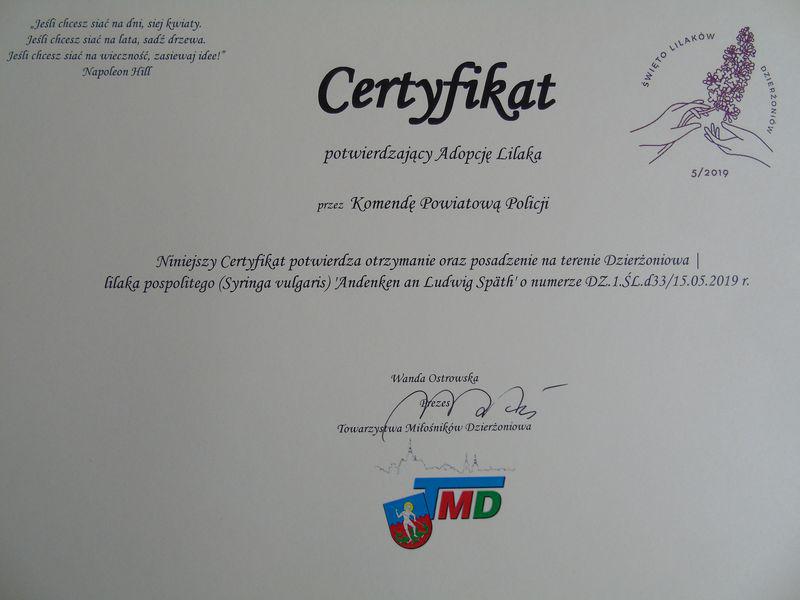 „Jeśli chcesz siać na dni, siej kwiaty.
Jeśli chcesz siać na lata, sadź drzewa.
Jeśli chcesz siać na wieczność, zasiewaj idee!”
Napoleon Hill
ŚWIĘTO LILAKÓW
DZIERŻONIÓW
5/2019
Certyfikat
potwierdzający Adopcję Lilaka
przez Komendę Powiatową Policji
Niniejszy Certyfikat potwierdza otrzymanie oraz posadzenie na terenie Dzierżoniowa |
lilaka pospolitego (Syringa vulgaris) 'Andenken an Ludwig Späth' o numerze DZ.1.ŚL.d33/15.05.2019 r.
Wanda Ostrowska
Prezes
Towarzystwa Miłośników Dzierżoniowa
TMD